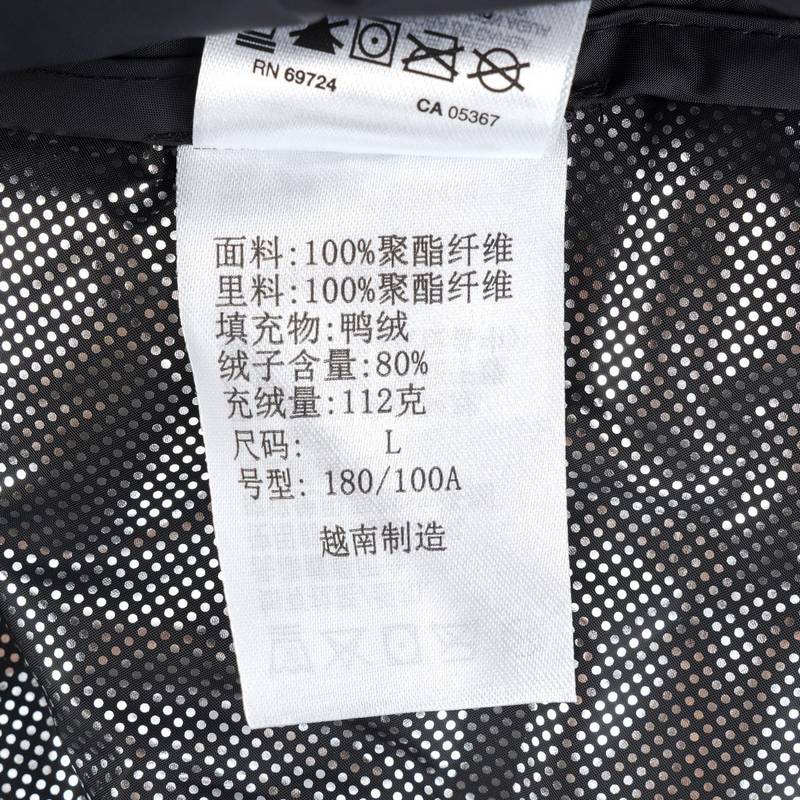 RN 69724
CA 05367
面料:100%聚酯纤维
里料:100%聚酯纤维
填充物:鸭绒
绒子含量:80%
充绒量:112克
尺码: L
号型: 180/100A
越南制造